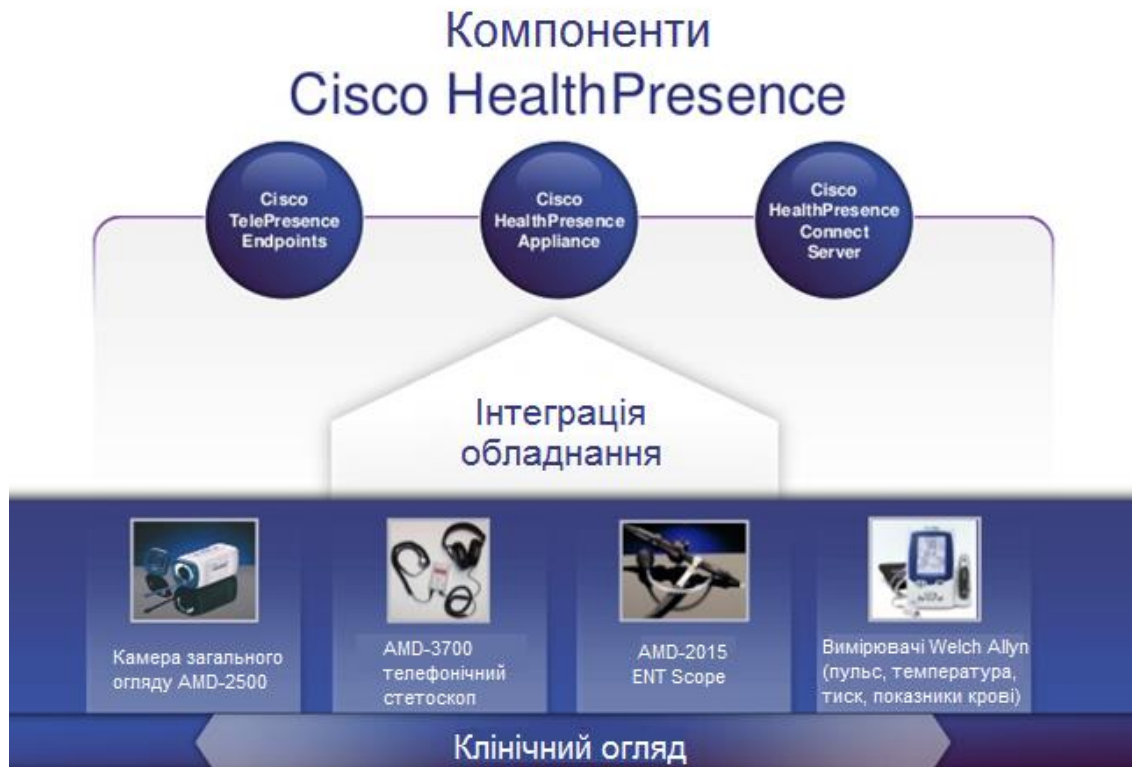 Компоненти
Cisco HealthPresence
Cisco
TelePresence
Endpoints
Cisco
HealthPresence
Appliance
Cisco
HealthPresence
Connect
Server
Інтеграція
обладнання
Камера загального
огляду AMD-2500
AMD-3700
телефонічний
стетоскоп
AMD-2015
ENT Scope
Вимірювачі Welch Allyn
(пульс, температура,
тиск, показники крові)
Клінічний огляд